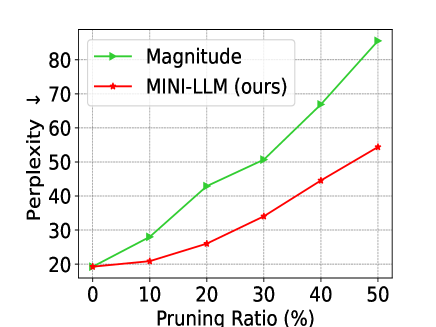 Magnitude
MINI-LLM (ours)
Perplexity ↓
80
70
60
50
40
30
20
0 10 20 30 40 50
Pruning Ratio (%)